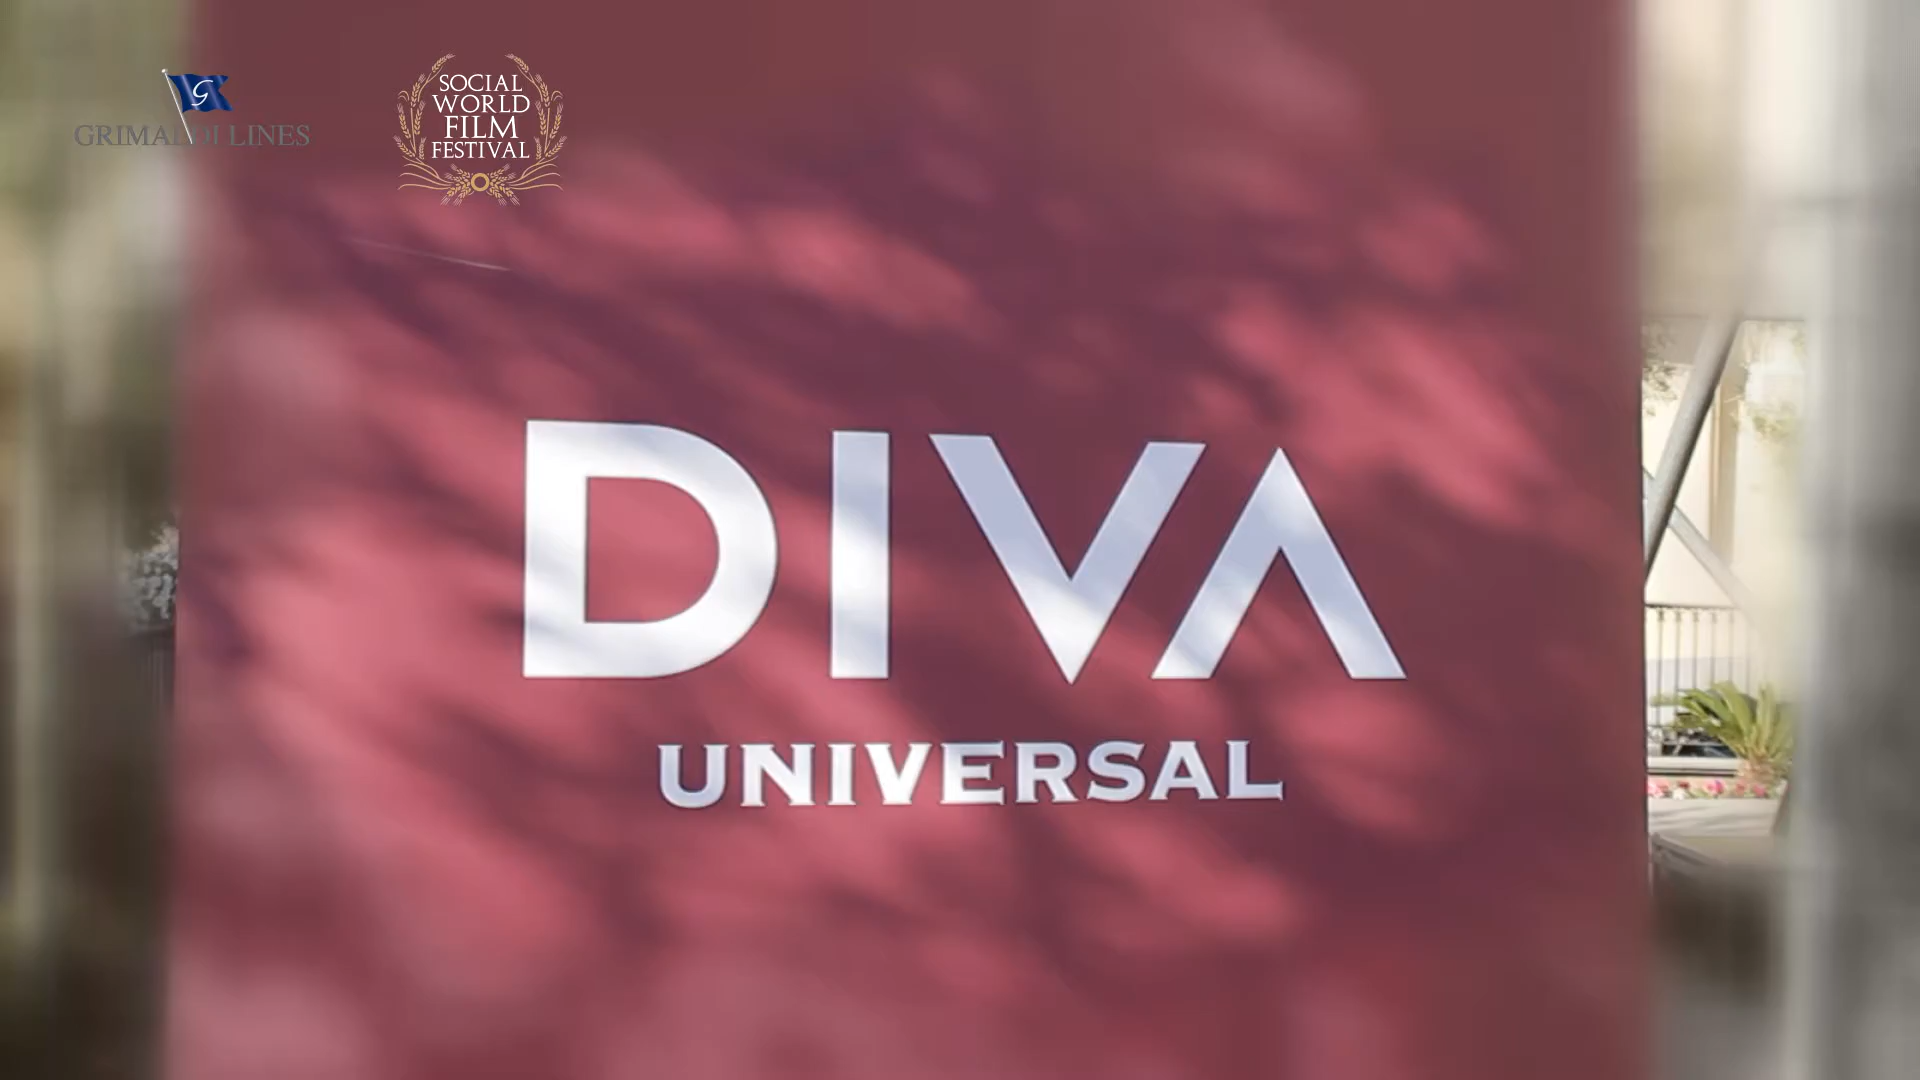 G
GRIMALDI LINES
SOCIAL
WORLD
FILM
FESTIVAL
DIVA
UNIVERSAL